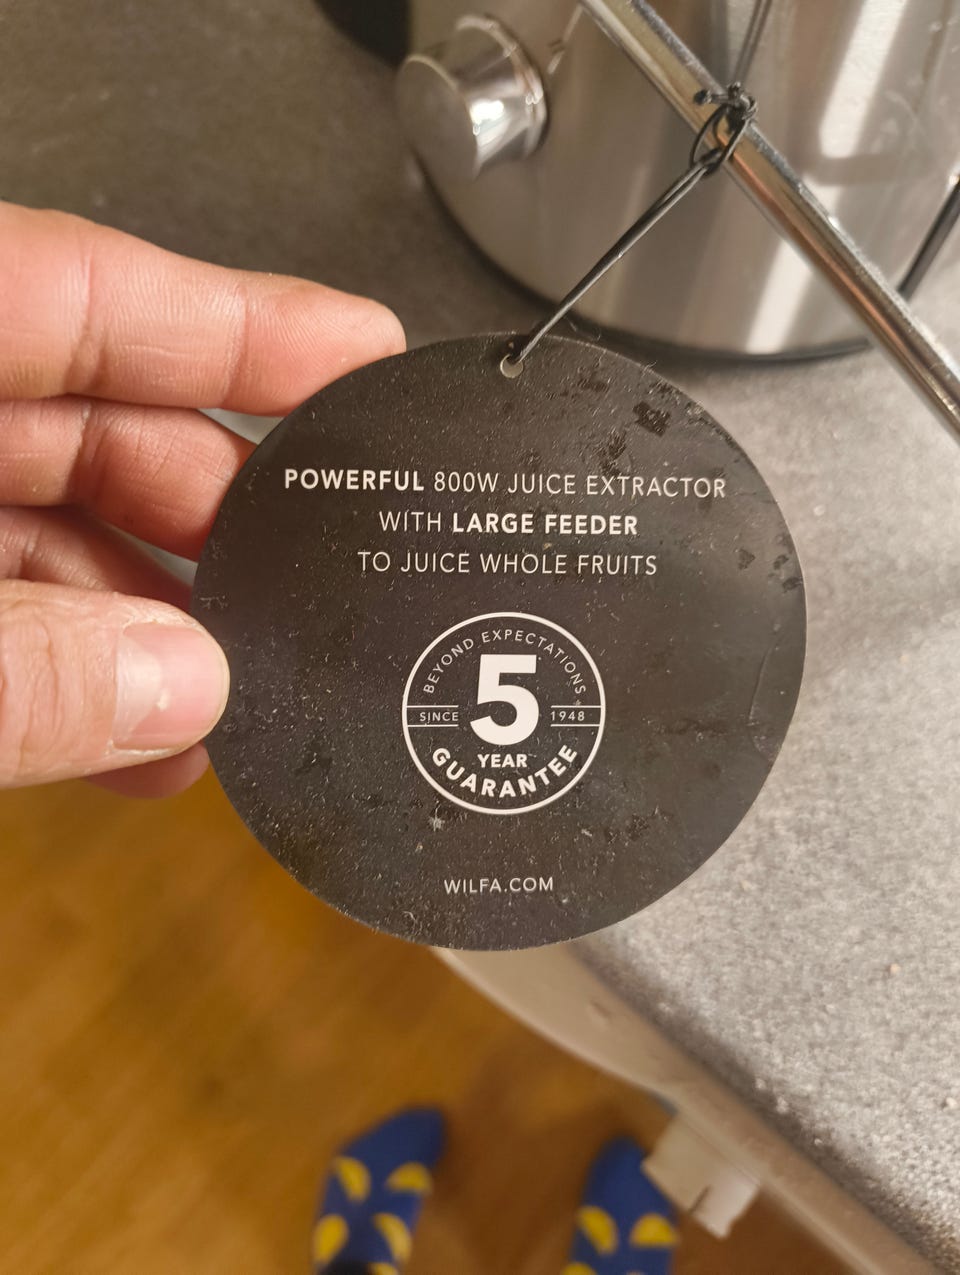 POWERFUL 800W JUICE EXTRACTOR
WITH LARGE FEEDER
TO JUICE WHOLE FRUITS
BEYOND EXPECTATIONS
SINCE 1948
5
YEAR
GUARANTEE
WILFA.COM